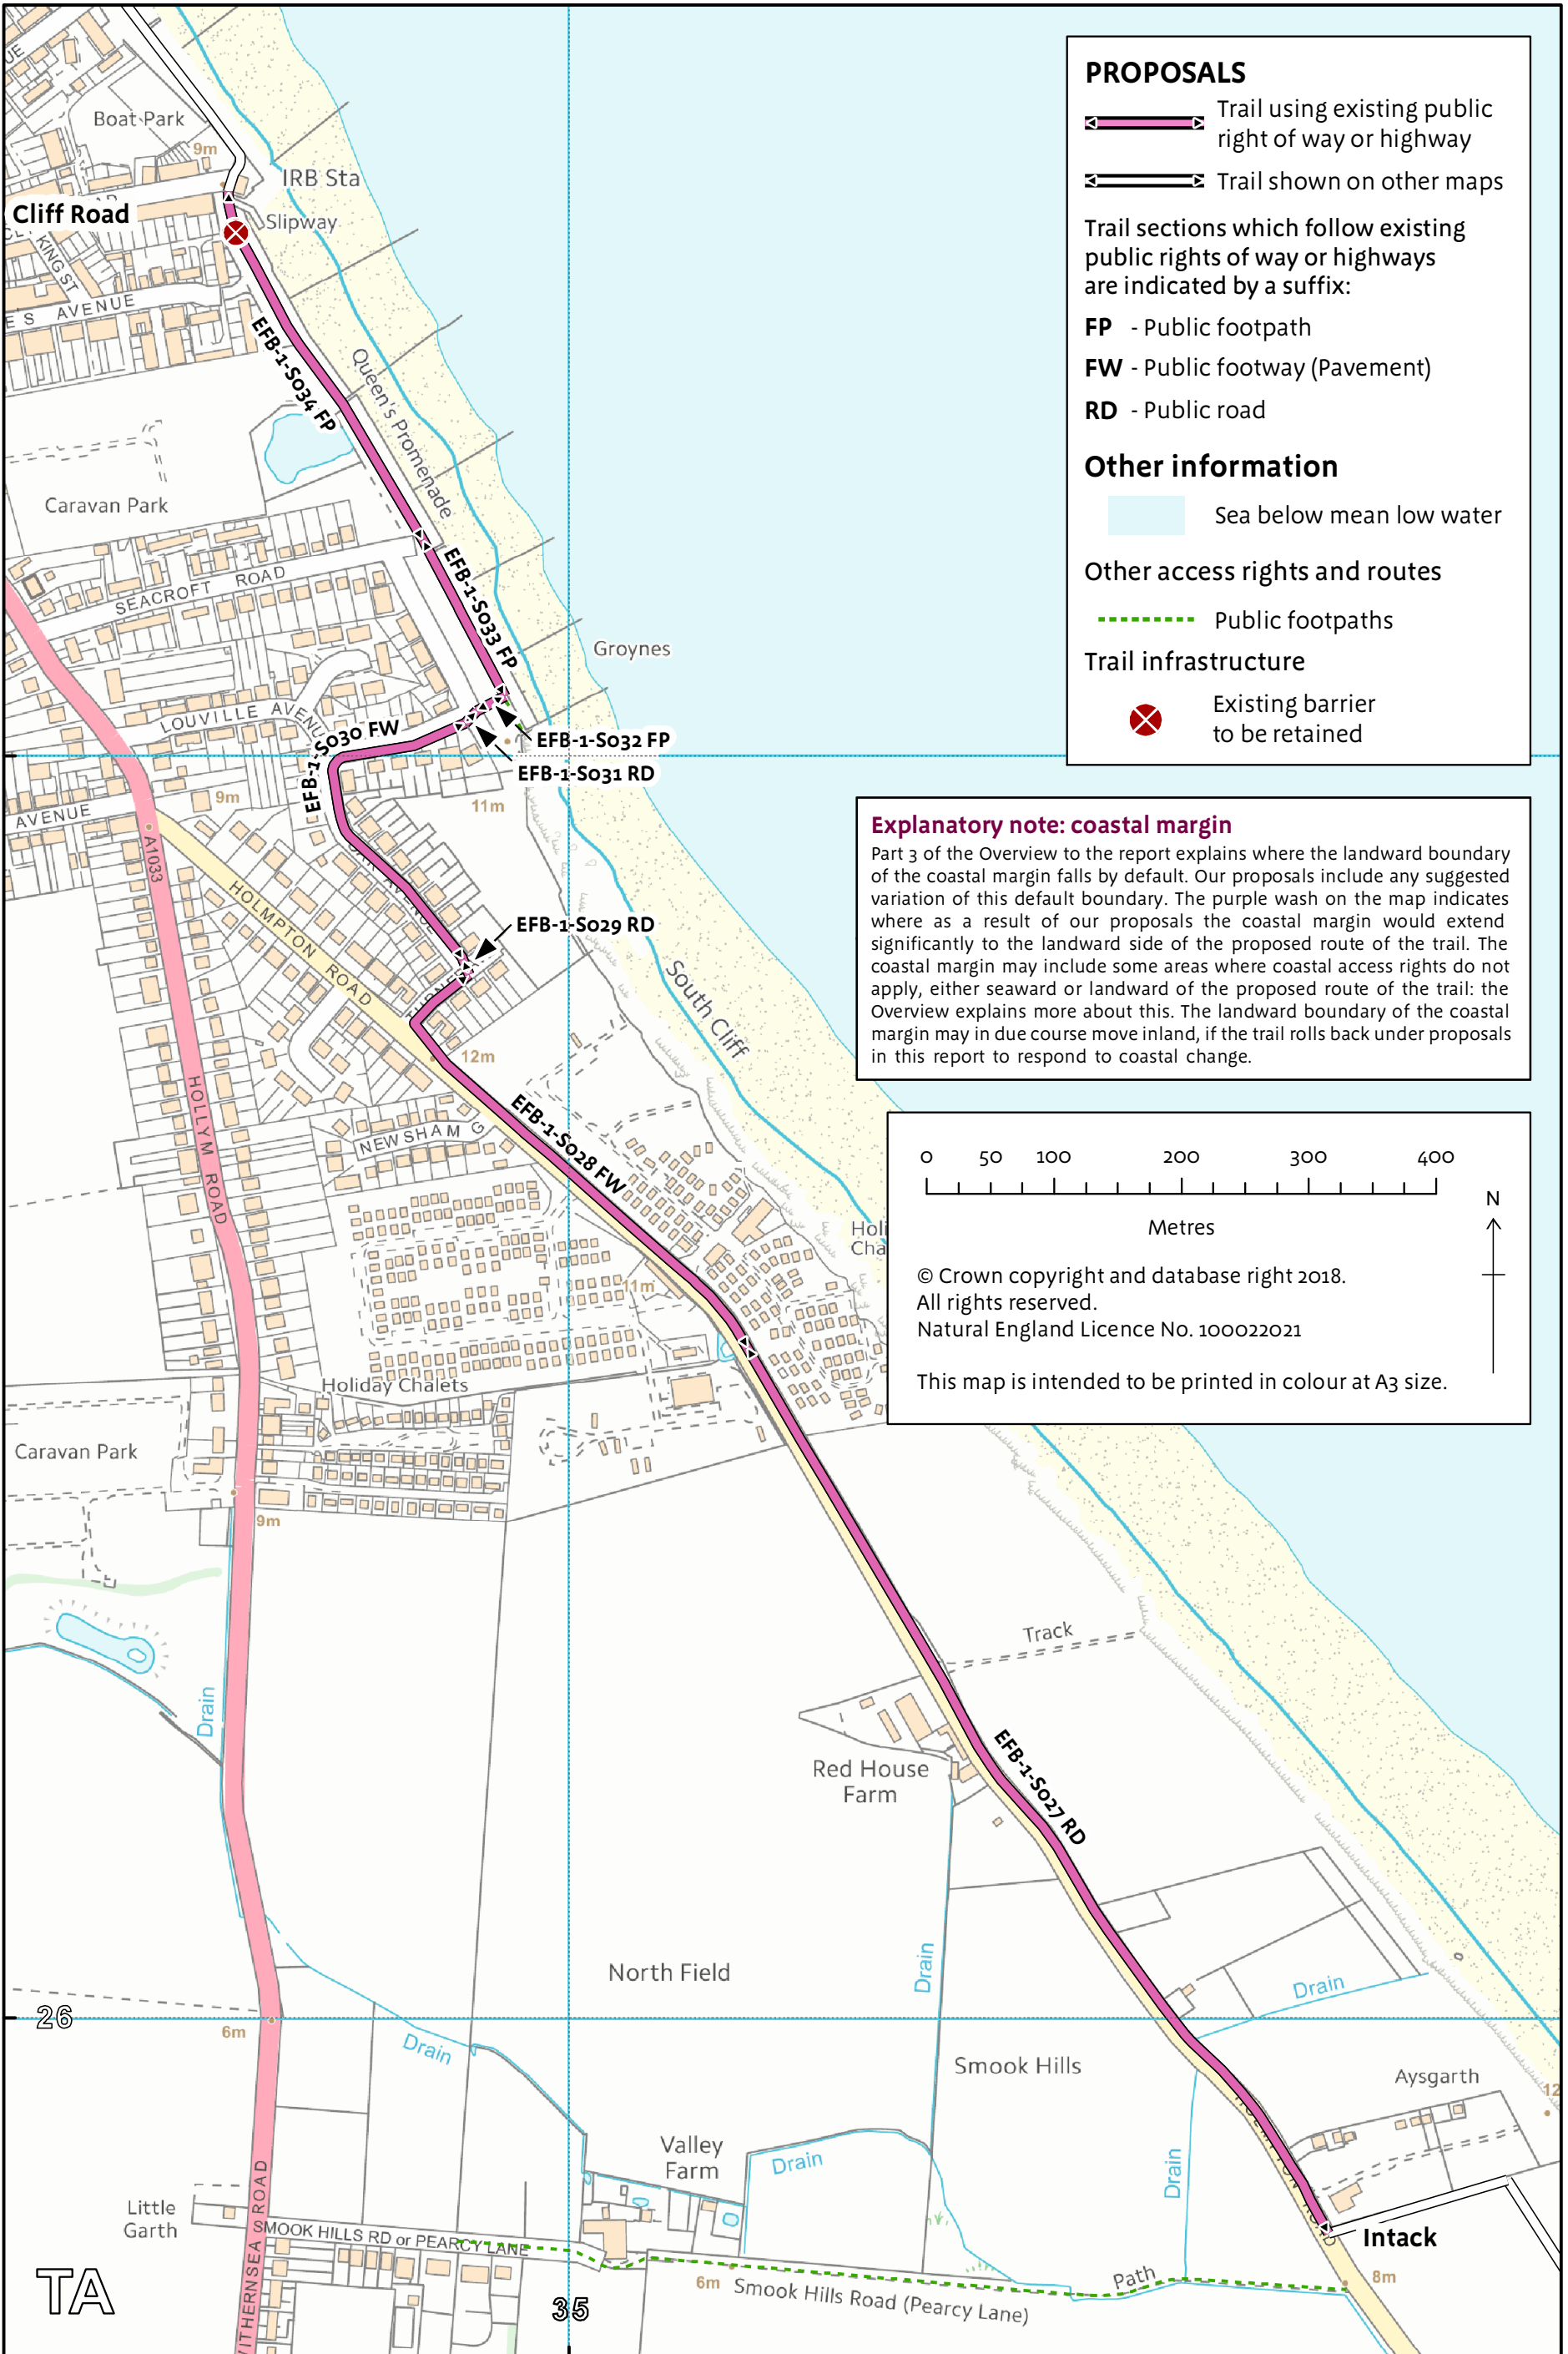 PROPOSALS
Trail using existing public
right of way or highway
Trail shown on other maps
Trail sections which follow existing
public rights of way or highways
are indicated by a suffix:
FP - Public footpath
FW - Public footway (Pavement)
RD - Public road
Other information
Sea below mean low water
Other access rights and routes
Public footpaths
Trail infrastructure
Existing barrier
to be retained
Explanatory note: coastal margin
Part 3 of the Overview to the report explains where the landward boundary
of the coastal margin falls by default. Our proposals include any suggested
variation of this default boundary. The purple wash on the map indicates
where as a result of our proposals the coastal margin would extend
significantly to the landward side of the proposed route of the trail. The
coastal margin may include some areas where coastal access rights do not
apply, either seaward or landward of the proposed route of the trail: the
Overview explains more about this. The landward boundary of the coastal
margin may in due course move inland, if the trail rolls back under proposals
in this report to respond to coastal change.
0 50 100 200 300 400
Metres
N
© Crown copyright and database right 2018.
All rights reserved.
Natural England Licence No. 100022021
This map is intended to be printed in colour at A3 size.
Boat Park
9m
IRB Sta
Cliff Road
Slipway
KING ST
E'S AVENUE
EFB-1-S034 FP
Queen's Promenade
Caravan Park
SEACROFT ROAD
EFB-1-S033 FP
Groynes
LOUVILLE AVENUE
EFB-1-S030 FW
EFB-1-S032 FP
EFB-1-S031 RD
9m
11m
AVENUE
A1033
HOLMPTON ROAD
EFB-1-S029 RD
South Cliff
12m
HOLLYM ROAD
NEWSHAM G
EFB-1-S028 FW
Holi
Cha
11m
Holiday Chalets
Caravan Park
9m
Track
Drain
Red House
Farm
EFB-1-S027 RD
North Field
Drain
Drain
26
6m
Drain
Smook Hills
Aysgarth
12
Valley
Farm
Drain
Drain
Little
Garth
WITHERNSEA ROAD
SMOOK HILLS RD or PEARCY LANE
Intack
Path
8m
6m
Smook Hills Road (Pearcy Lane)
TA
35